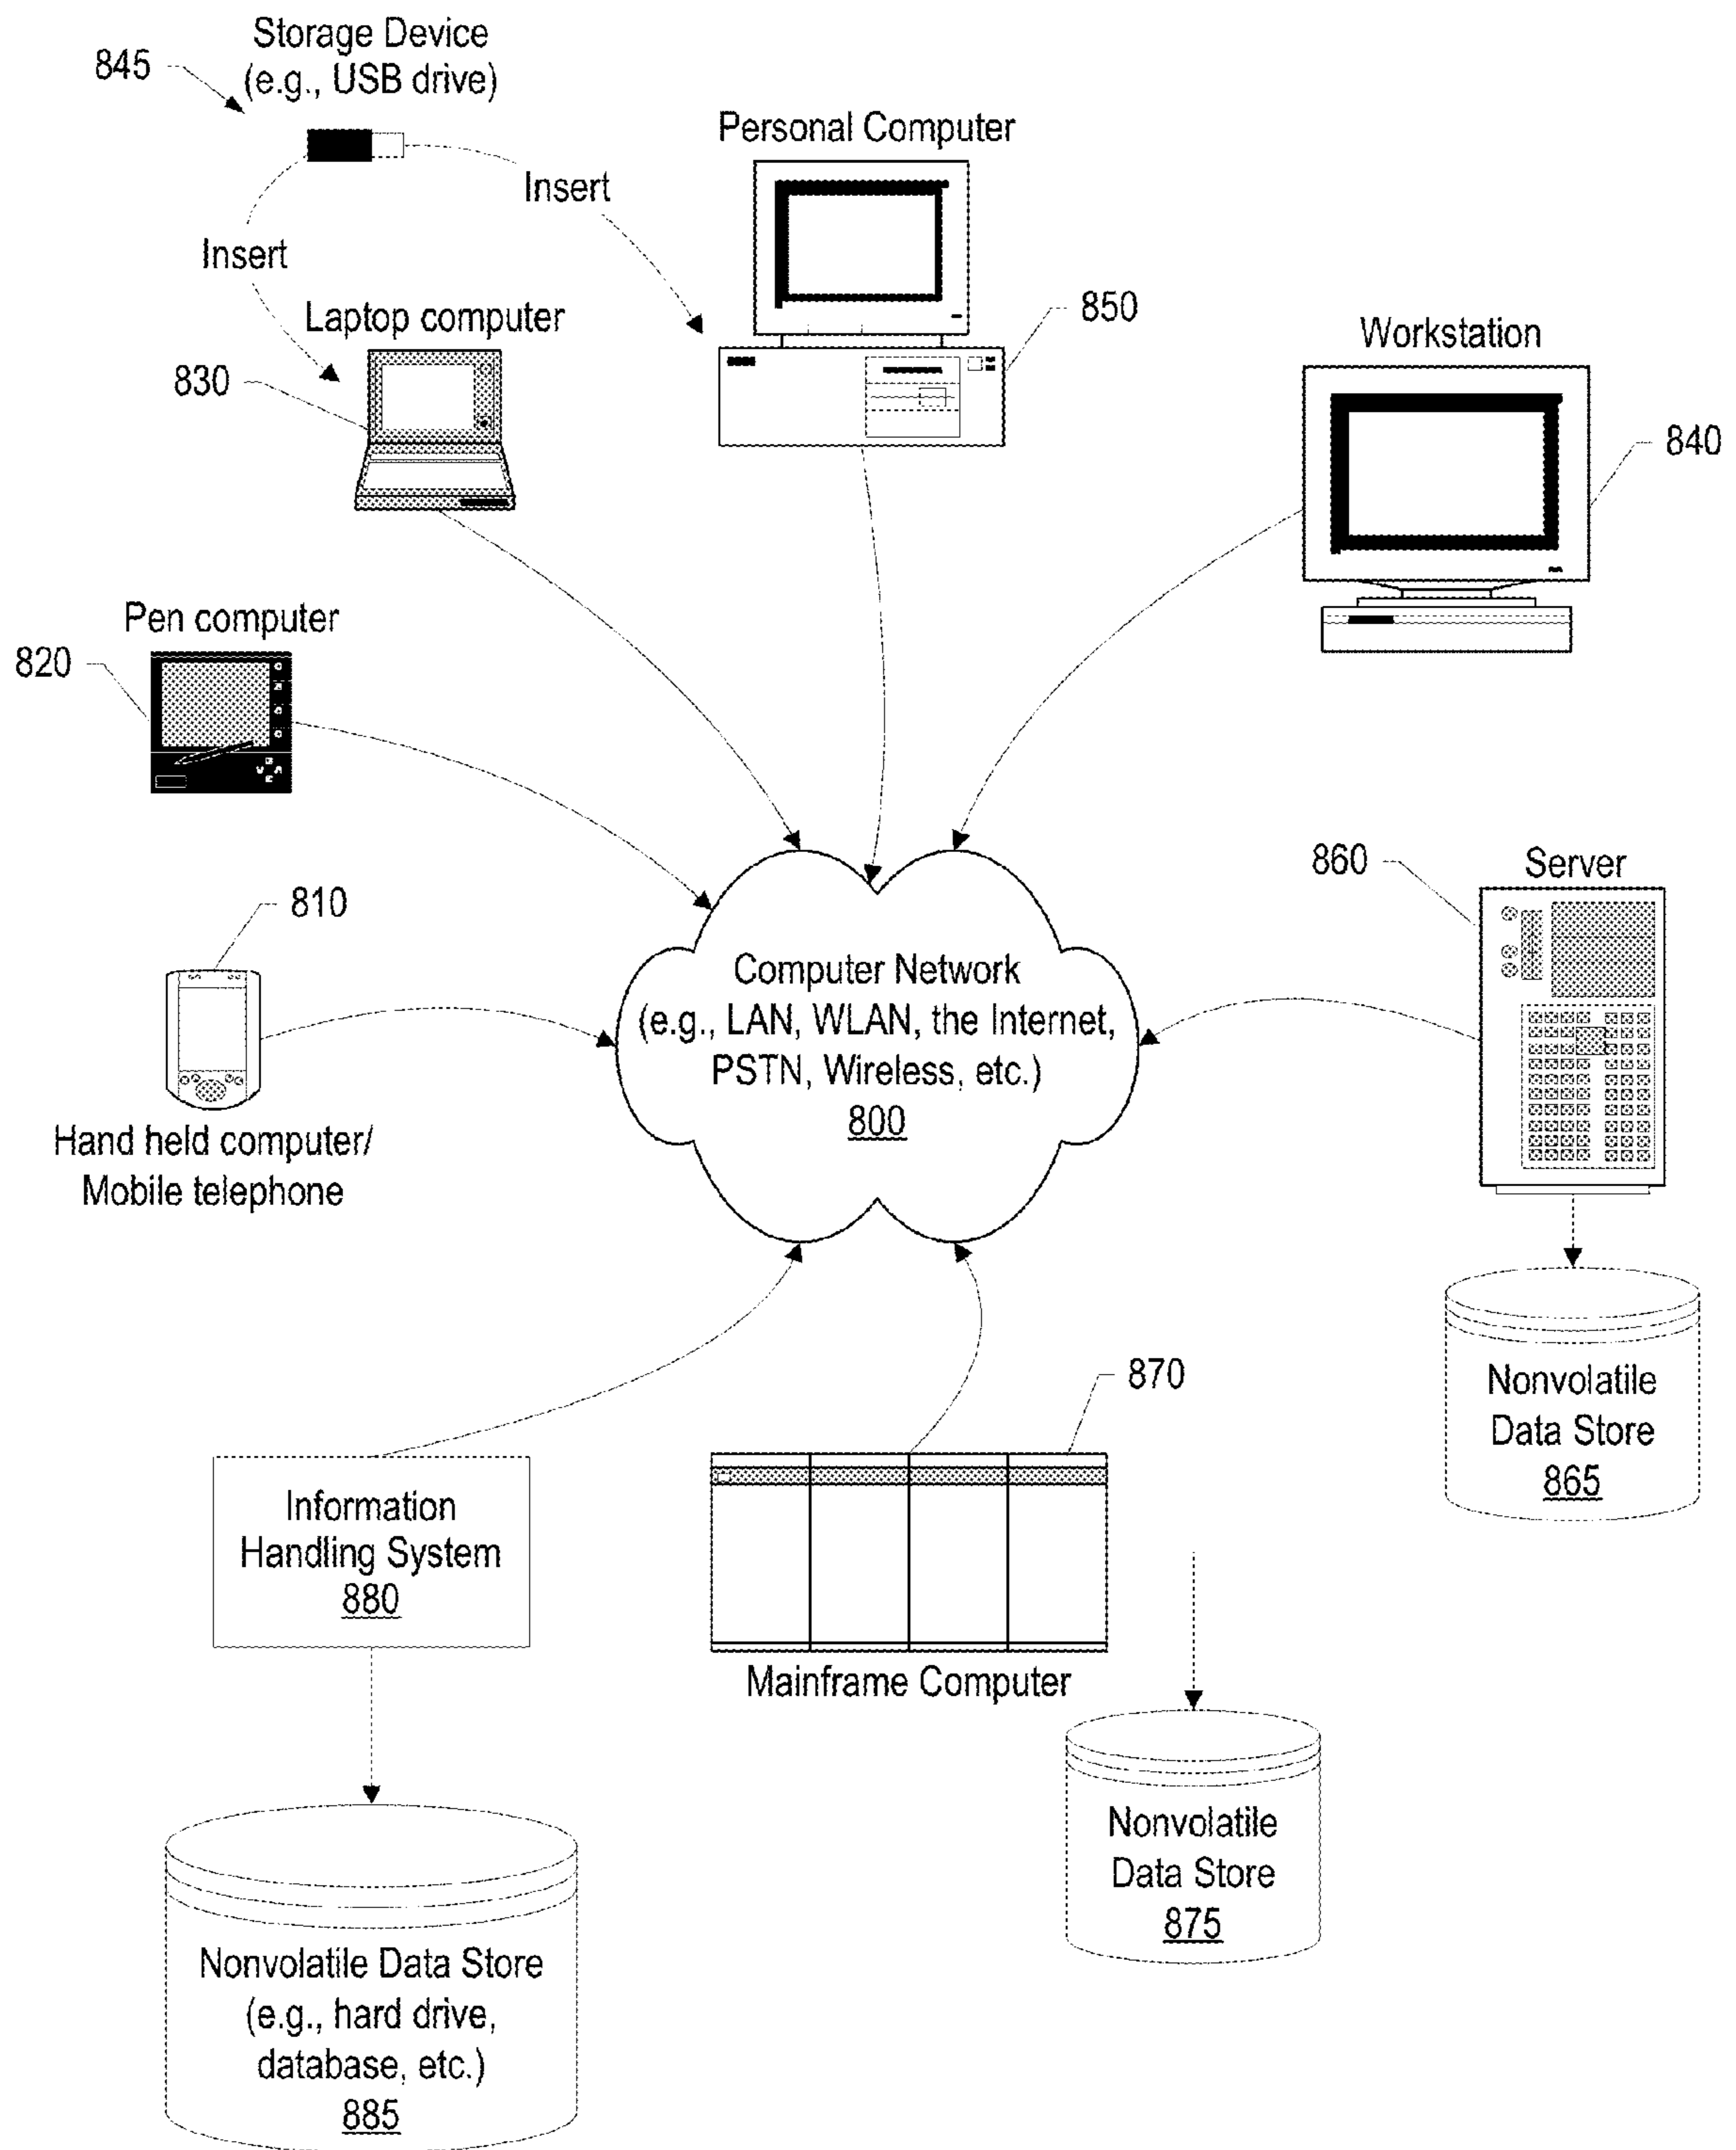 Storage Device
(e.g., USB drive)
845
Personal Computer
Insert
Insert
850
Laptop computer
830
Workstation
840
Pen computer
820
860
Server
810
Computer Network
(e.g., LAN, WLAN, the Internet,
PSTN, Wireless, etc.)
800
Hand held computer/
Mobile telephone
870
Nonvolatile
Data Store
865
Information
Handling System
880
Mainframe Computer
Nonvolatile
Data Store
875
Nonvolatile Data Store
(e.g., hard drive,
database, etc.)
885